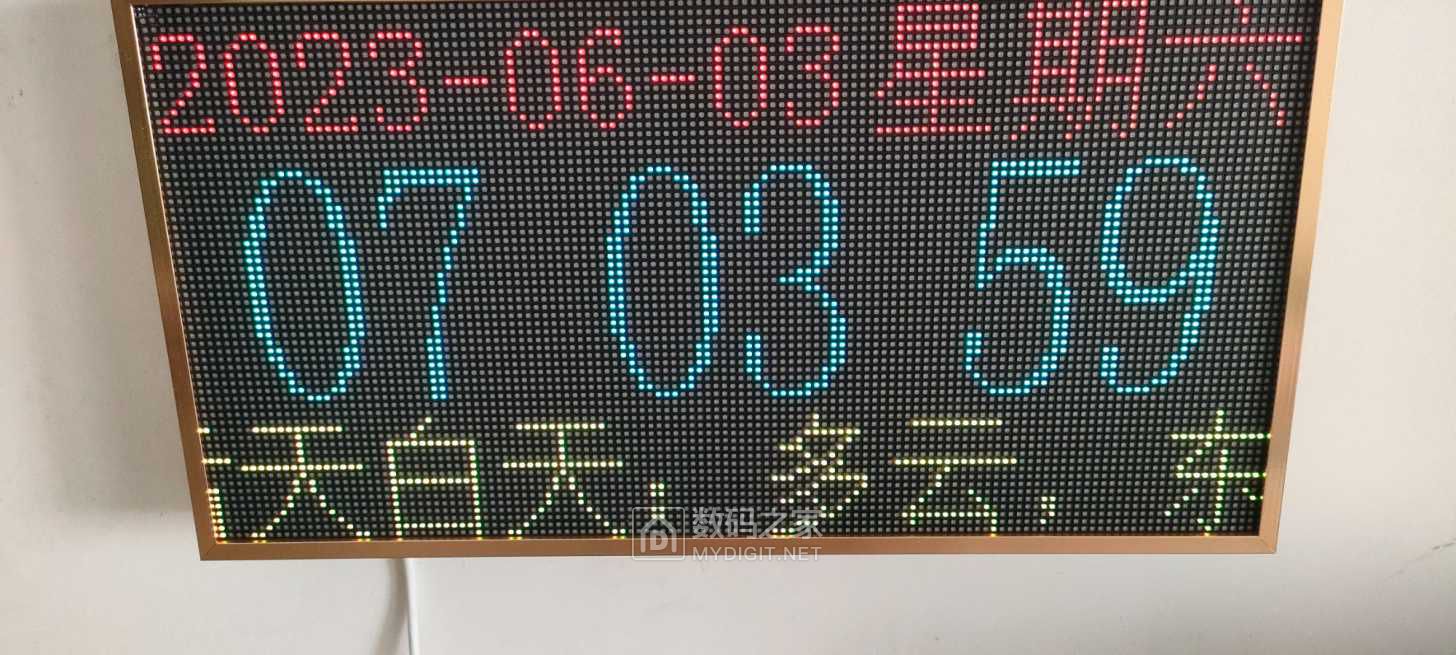 2023-06-03 星期六
07 03 59
天白天，多云，东
数码之家
MYDIGIT.NET